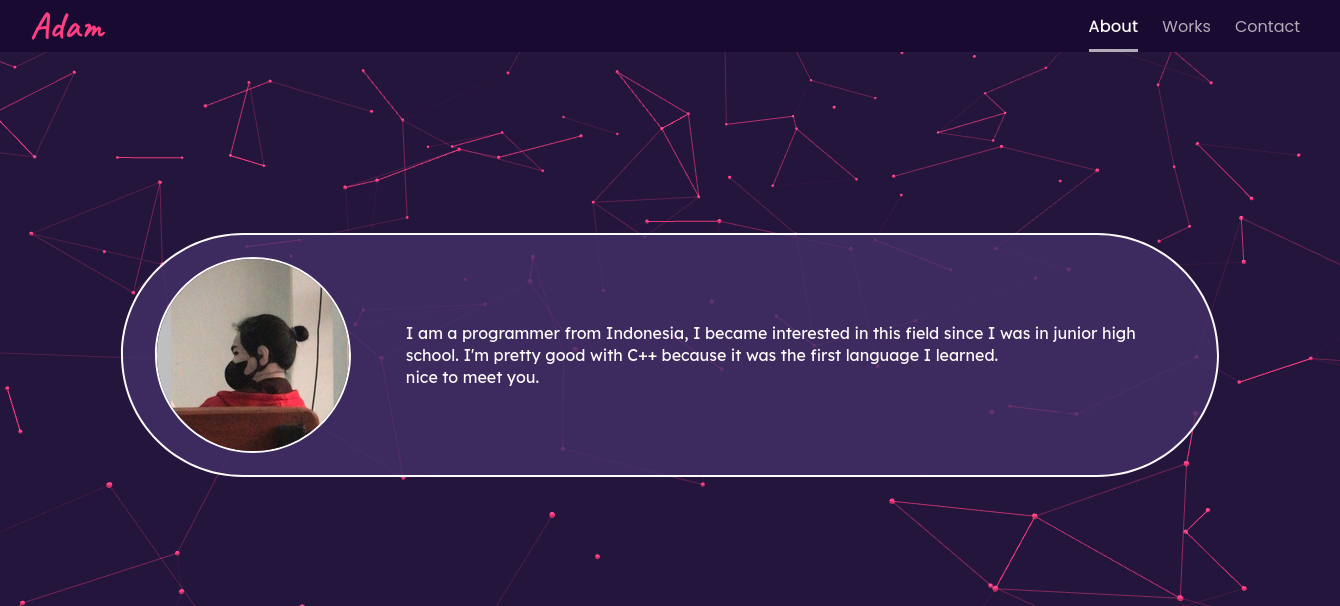 Adam
About
Works
Contact
I am a programmer from Indonesia, I became interested in this field since I was in junior high
school. I'm pretty good with C++ because it was the first language I learned.
nice to meet you.